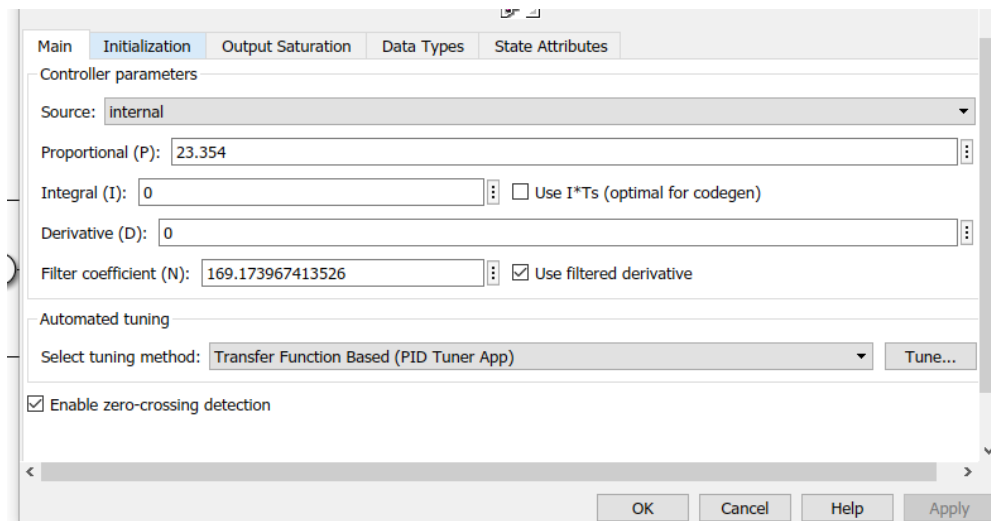 Main Initialization Output Saturation Data Types State Attributes
Controller parameters
Source: internal
Proportional (P): 23.354
Integral (I): 0 Use I*Ts (optimal for codegen)
Derivative (D): 0
Filter coefficient (N): 169.173967413526 Use filtered derivative
Automated tuning
Select tuning method: Transfer Function Based (PID Tuner App) Tune...
Enable zero-crossing detection
OK Cancel Help Apply